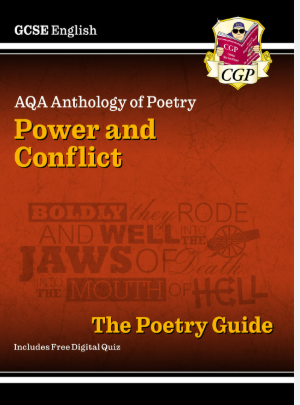 GCSE English
CGP
CGP
AQA Anthology of Poetry
Power and
Conflict
BOLDLY they RODE
AND WELL INTO THE
JAWS OF Death
INTO THE MOUTH OF HELL
The Poetry Guide
Includes Free Digital Quiz